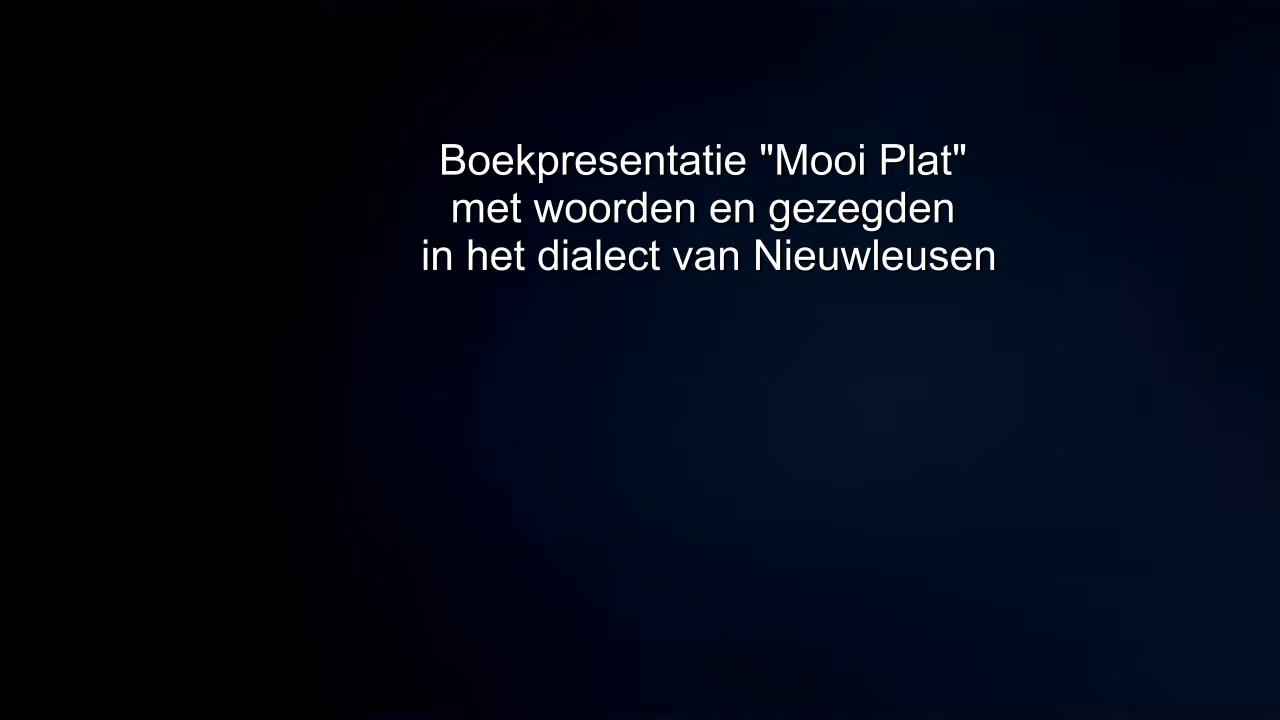 Boekpresentatie "Mooi Plat"
met woorden en gezegden
in het dialect van Nieuwleusen